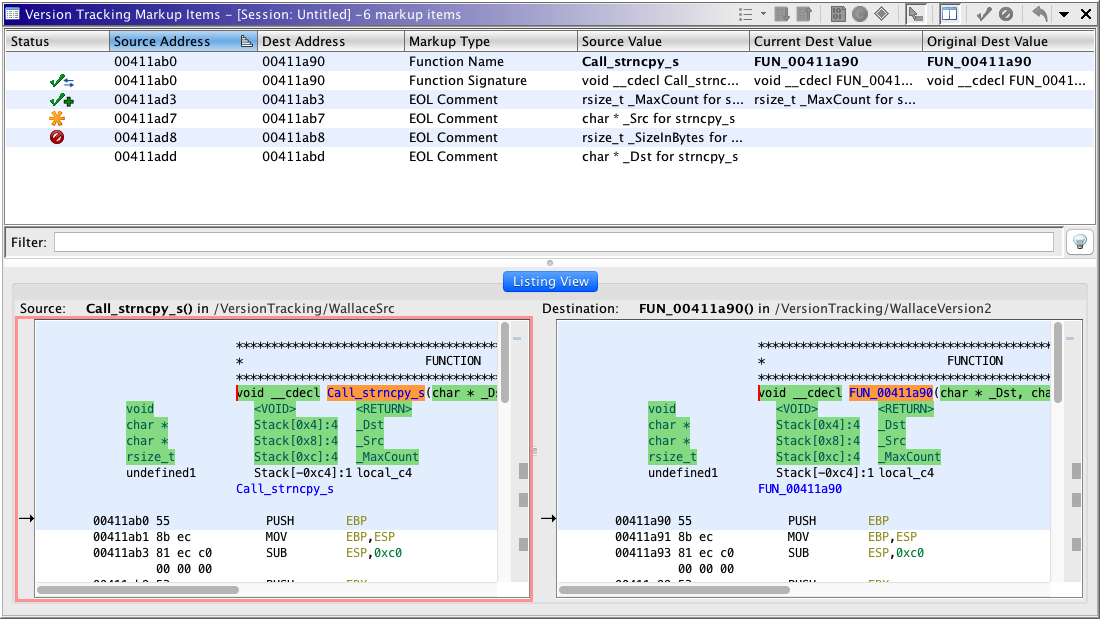 Version Tracking Markup Items - [Session: Untitled] -6 markup items
Status Source Address Dest Address Markup Type Source Value Current Dest Value Original Dest Value
00411ab0 00411a90 Function Name Call_strncpy_s FUN_00411a90 FUN_00411a90
00411ab0 00411a90 Function Signature void __cdecl Call_strnc... void __cdecl FUN_0041... void __cdecl FUN_0041...
00411ad3 00411ab3 EOL Comment rsize_t _MaxCount for s... rsize_t _MaxCount for s...
00411ad7 00411ab7 EOL Comment char * _Src for strncpy_s
00411ad8 00411ab8 EOL Comment rsize_t _SizeInBytes for ...
00411add 00411abd EOL Comment char * _Dst for strncpy_s
Filter:
Listing View
Source: Call_strncpy_s() in /VersionTracking/WallaceSrc
*************************************
* FUNCTION
*************************************
void __cdecl Call_strncpy_s(char * _Ds
void <VOID> <RETURN>
char * Stack[0x4]:4 _Dst
char * Stack[0x8]:4 _Src
rsize_t Stack[0xc]:4 _MaxCount
undefined1 Stack[-0xc4]:1 local_c4
Call_strncpy_s
00411ab0 55 PUSH EBP
00411ab1 8b ec MOV EBP,ESP
00411ab3 81 ec c0 SUB ESP,0xc0
00 00 00
Destination: FUN_00411a90() in /VersionTracking/WallaceVersion2
*************************************
* FUNCTION
*************************************
void __cdecl FUN_00411a90(char * _Dst, cha
void <VOID> <RETURN>
char * Stack[0x4]:4 _Dst
char * Stack[0x8]:4 _Src
rsize_t Stack[0xc]:4 _MaxCount
undefined1 Stack[-0xc4]:1 local_c4
FUN_00411a90
00411a90 55 PUSH EBP
00411a91 8b ec MOV EBP,ESP
00411a93 81 ec c0 SUB ESP,0xc0
00 00 00